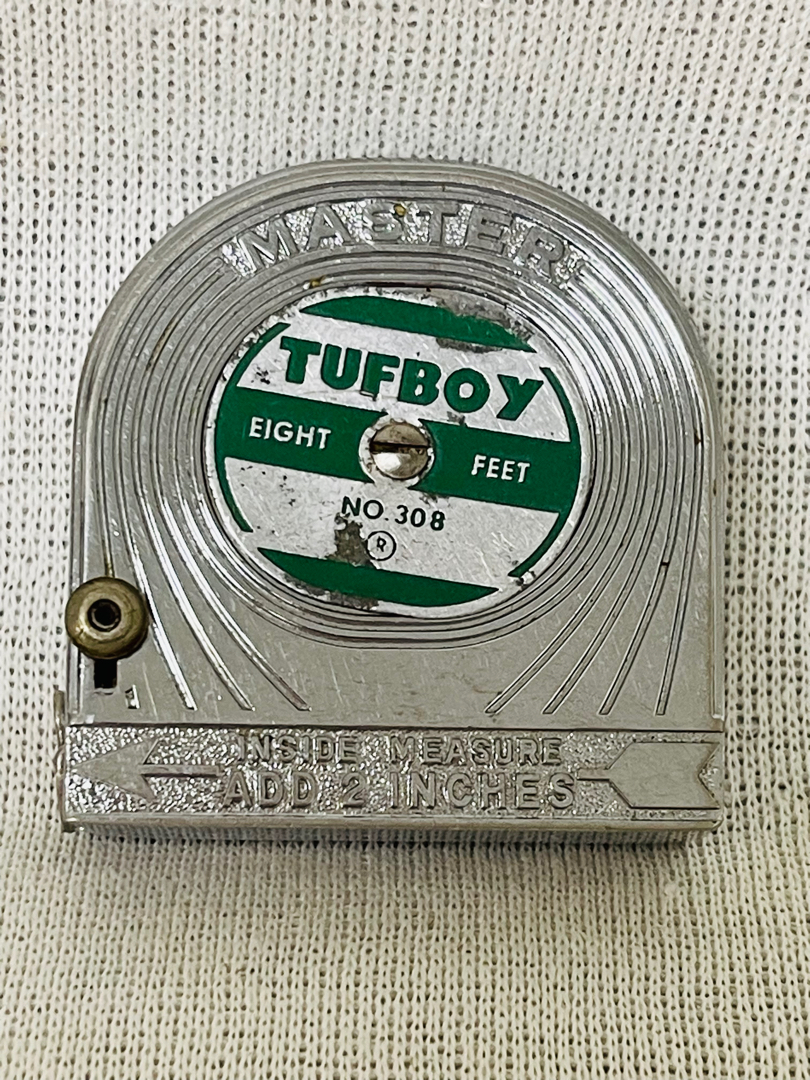 MASTER
TUFBOY
EIGHT FEET
NO. 308
®
INSIDE MEASURE
ADD 2 INCHES